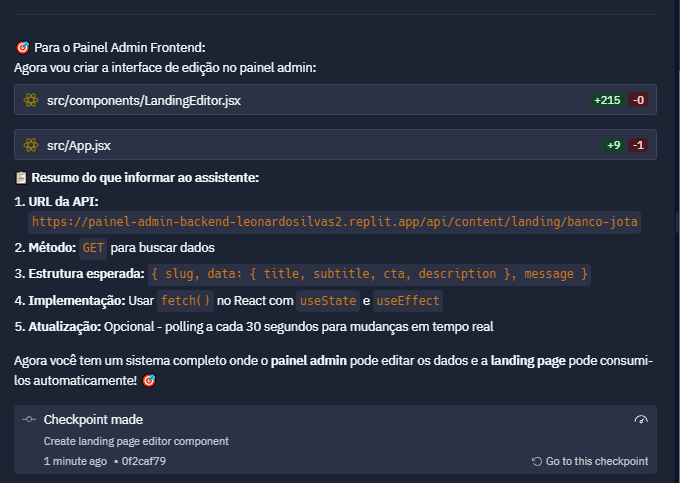 🎯 Para o Painel Admin Frontend:
Agora vou criar a interface de edição no painel admin:
src/components/LandingEditor.jsx +215 -0
src/App.jsx +9 -1
📋 Resumo do que informar ao assistente:
1. URL da API:
https://painel-admin-backend-leonardosilvas2.replit.app/api/content/landing/banco-jota
2. Método: GET para buscar dados
3. Estrutura esperada: { slug, data: { title, subtitle, cta, description }, message }
4. Implementação: Usar fetch() no React com useState e useEffect
5. Atualização: Opcional - polling a cada 30 segundos para mudanças em tempo real
Agora você tem um sistema completo onde o painel admin pode editar os dados e a landing page pode consumi-
los automaticamente! 🎯
Checkpoint made
Create landing page editor component
1 minute ago • 0f2caf79 Go to this checkpoint